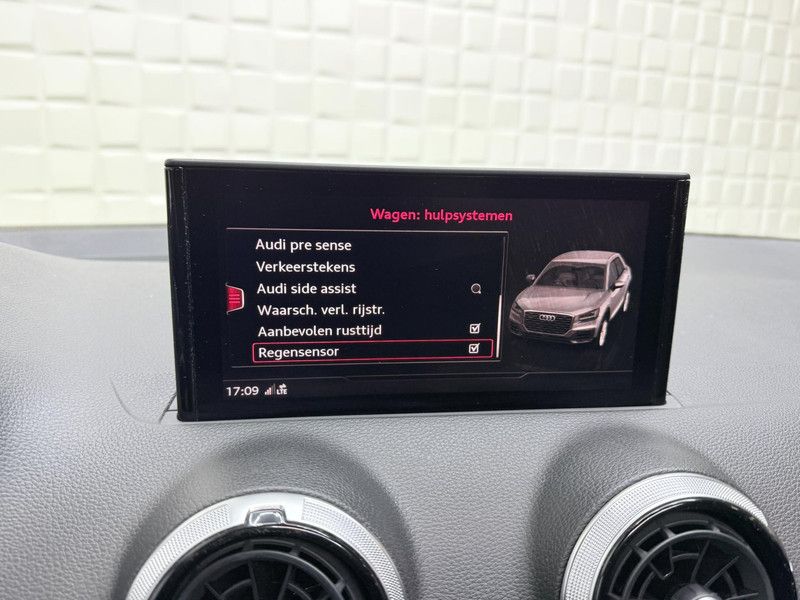 Wagen: hulpsystemen
Audi pre sense
Verkeerstekens
Audi side assist
Waarsch. verl. rijstr.
Aanbevolen rusttijd
Regensensor
17:09 LTE